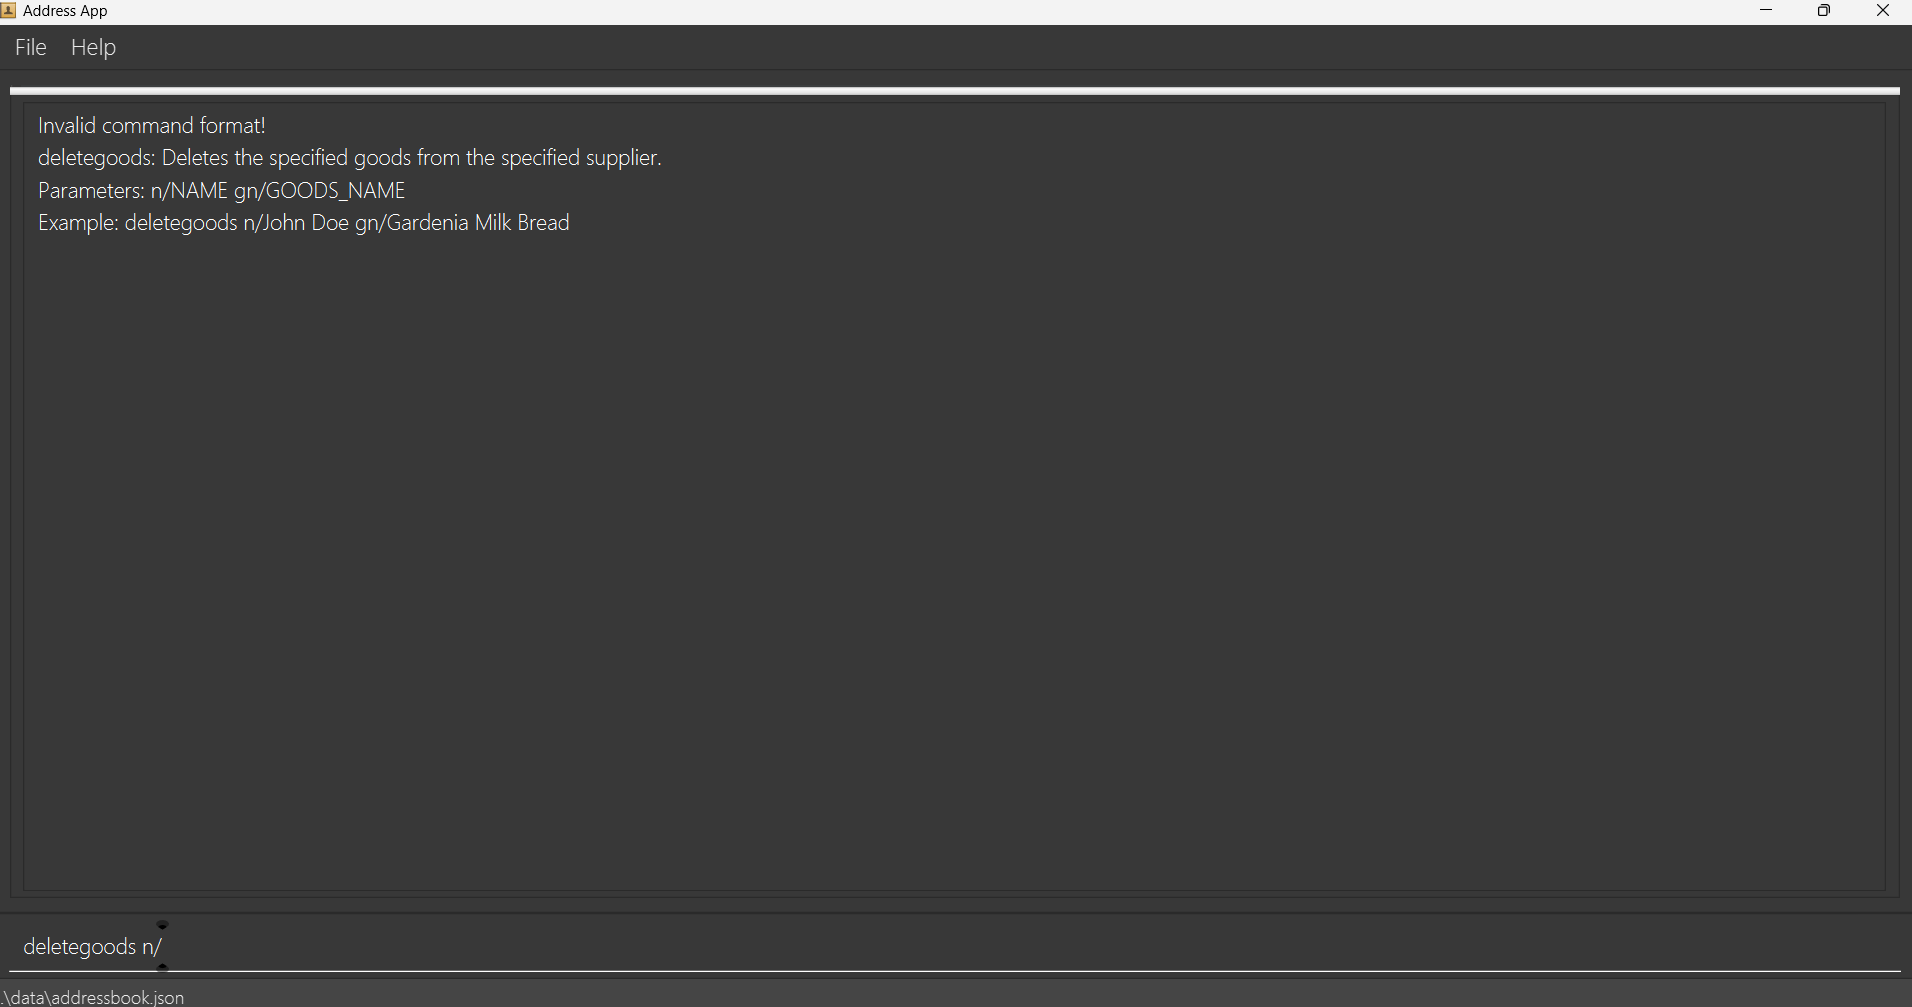 Address App
File Help
Invalid command format!
deletegoods: Deletes the specified goods from the specified supplier.
Parameters: n/NAME gn/GOODS_NAME
Example: deletegoods n/John Doe gn/Gardenia Milk Bread
deletegoods n/
.\data\addressbook.json